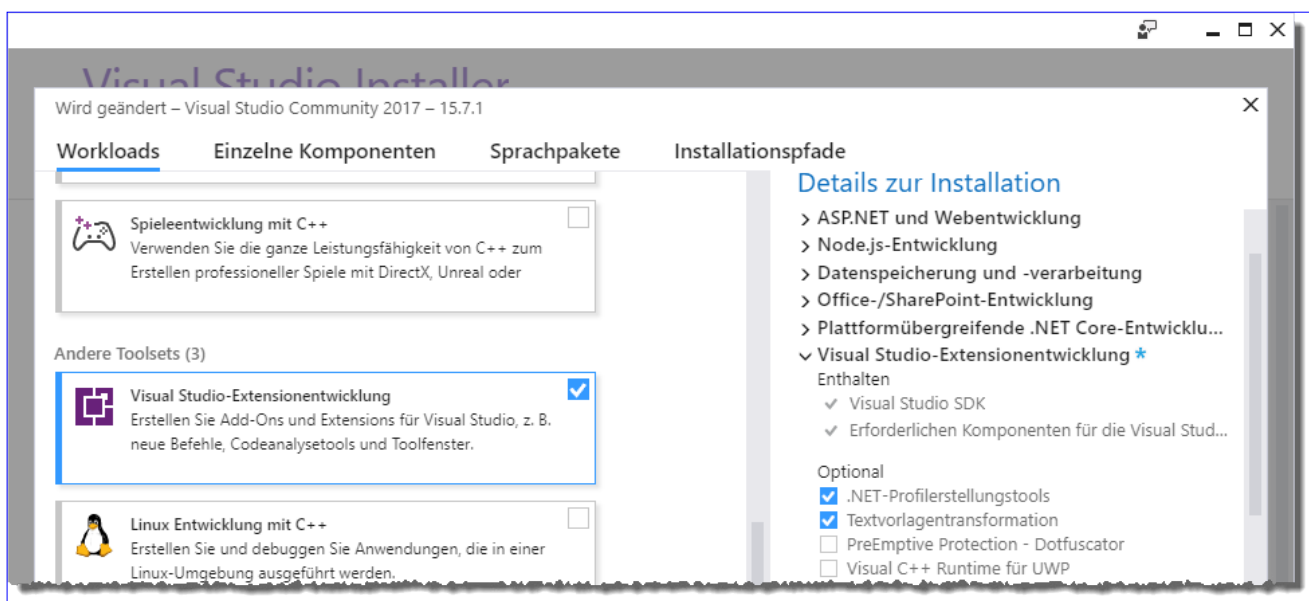 Visual Studio Installer
Wird geändert – Visual Studio Community 2017 – 15.7.1
Workloads Einzelne Komponenten Sprachpakete Installationspfade
Spieleentwicklung mit C++
Verwenden Sie die ganze Leistungsfähigkeit von C++ zum
Erstellen professioneller Spiele mit DirectX, Unreal oder
Andere Toolsets (3)
Visual Studio-Extensionentwicklung
Erstellen Sie Add-Ons und Extensions für Visual Studio, z. B.
neue Befehle, Codeanalysetools und Toolfenster.
Linux Entwicklung mit C++
Erstellen Sie und debuggen Sie Anwendungen, die in einer
Linux-Umgebung ausgeführt werden.
Details zur Installation
ASP.NET und Webentwicklung
Node.js-Entwicklung
Datenspeicherung und -verarbeitung
Office-/SharePoint-Entwicklung
Plattformübergreifende .NET Core-Entwicklu...
Visual Studio-Extensionentwicklung *
Enthalten
Visual Studio SDK
Erforderlichen Komponenten für die Visual Stud...
Optional
.NET-Profilerstellungstools
Textvorlagentransformation
PreEmptive Protection - Dotfuscator
Visual C++ Runtime für UWP